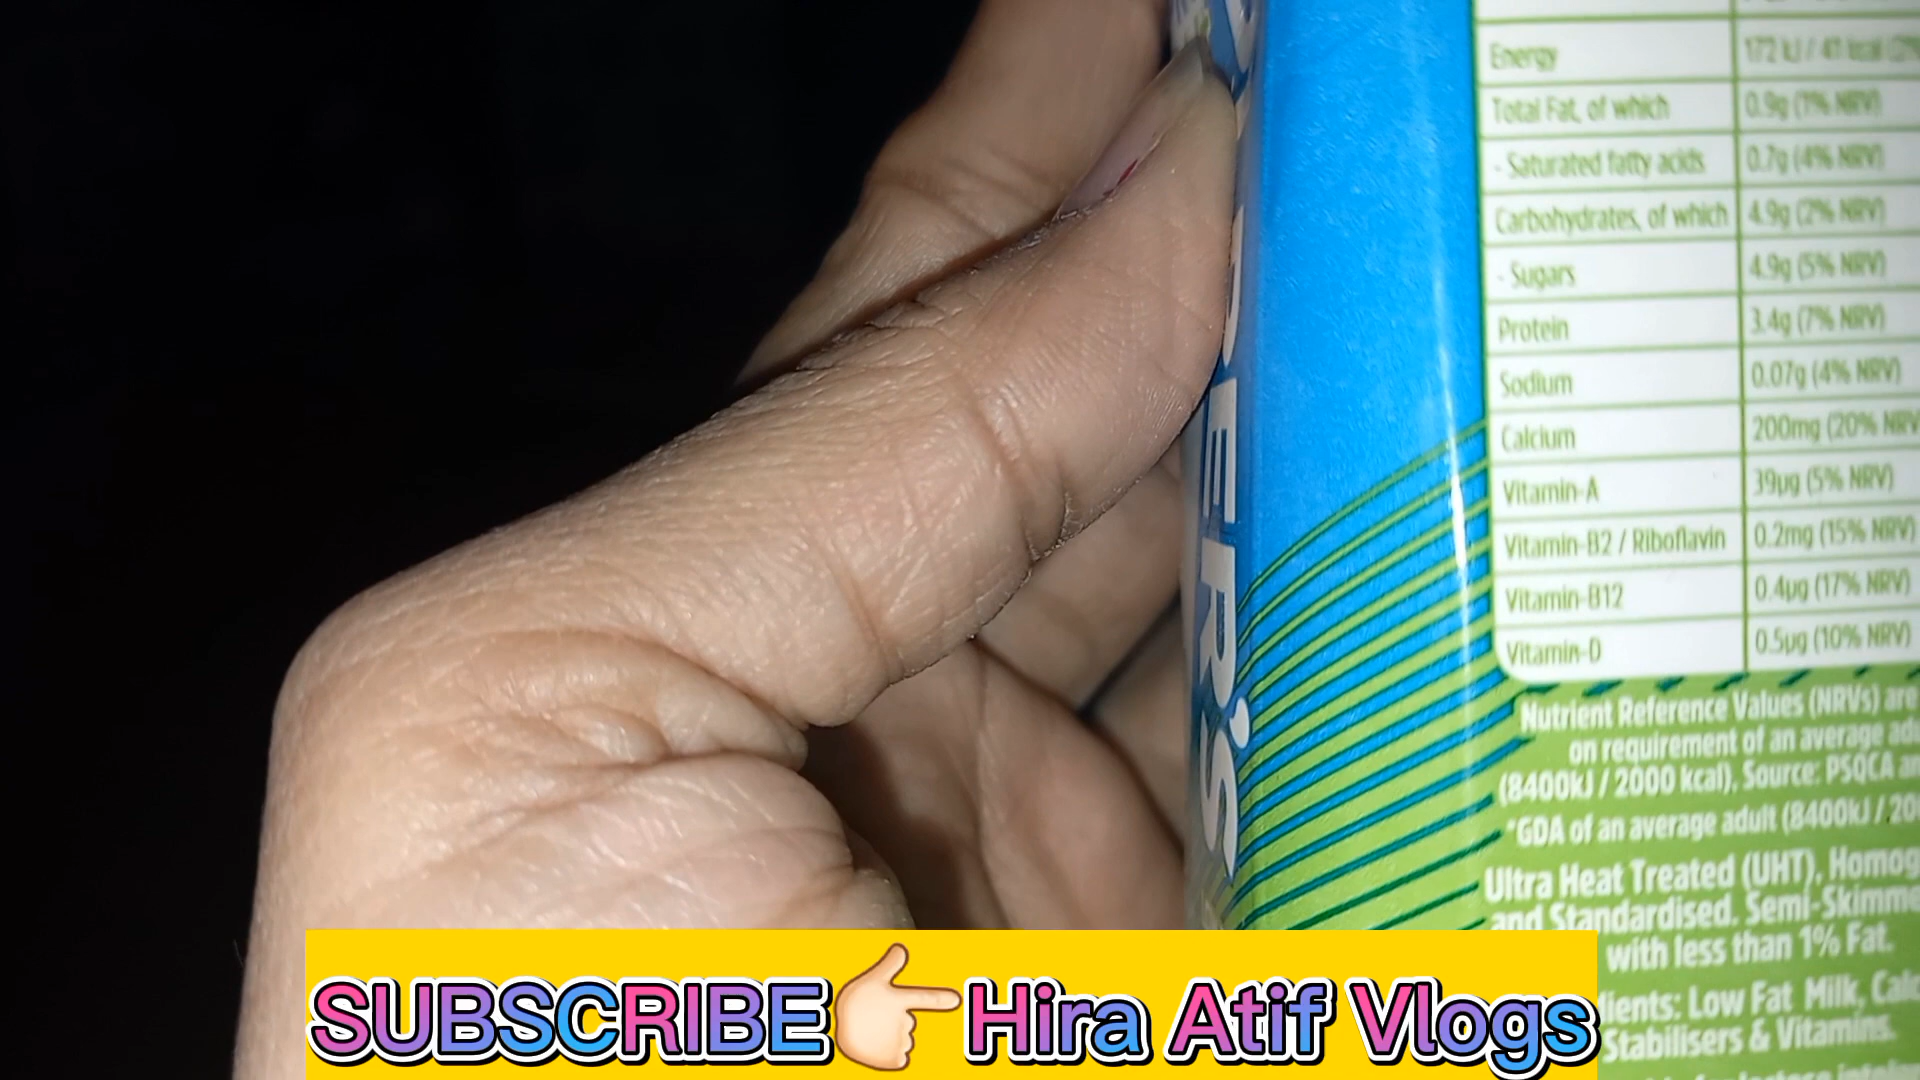 Energy 172 kJ / 41 kcal (2%
Total Fat, of which 0.9g (1% NRV)
- Saturated fatty acids 0.7g (4% NRV)
Carbohydrates, of which 4.9g (2% NRV)
- Sugars 4.9g (5% NRV)
Protein 3.4g (7% NRV)
Sodium 0.07g (4% NRV)
Calcium 200mg (20% NRV
Vitamin-A 39µg (5% NRV)
Vitamin-B2 / Riboflavin 0.2mg (15% NRV)
Vitamin-B12 0.4µg (17% NRV)
Vitamin-D 0.5µg (10% NRV)
Nutrient Reference Values (NRVs) are
on requirement of an average
(8400kJ / 2000 kcal), Source: PSQCA
*GDA of an average adult (8400kJ / 20
Ultra Heat Treated (UHT), Homog
and Standardised. Semi-Skimme
with less than 1% Fat.
ients: Low Fat Milk,
Stabilisers & Vitamins.
SUBSCRIBE👉Hira Atif Vlogs